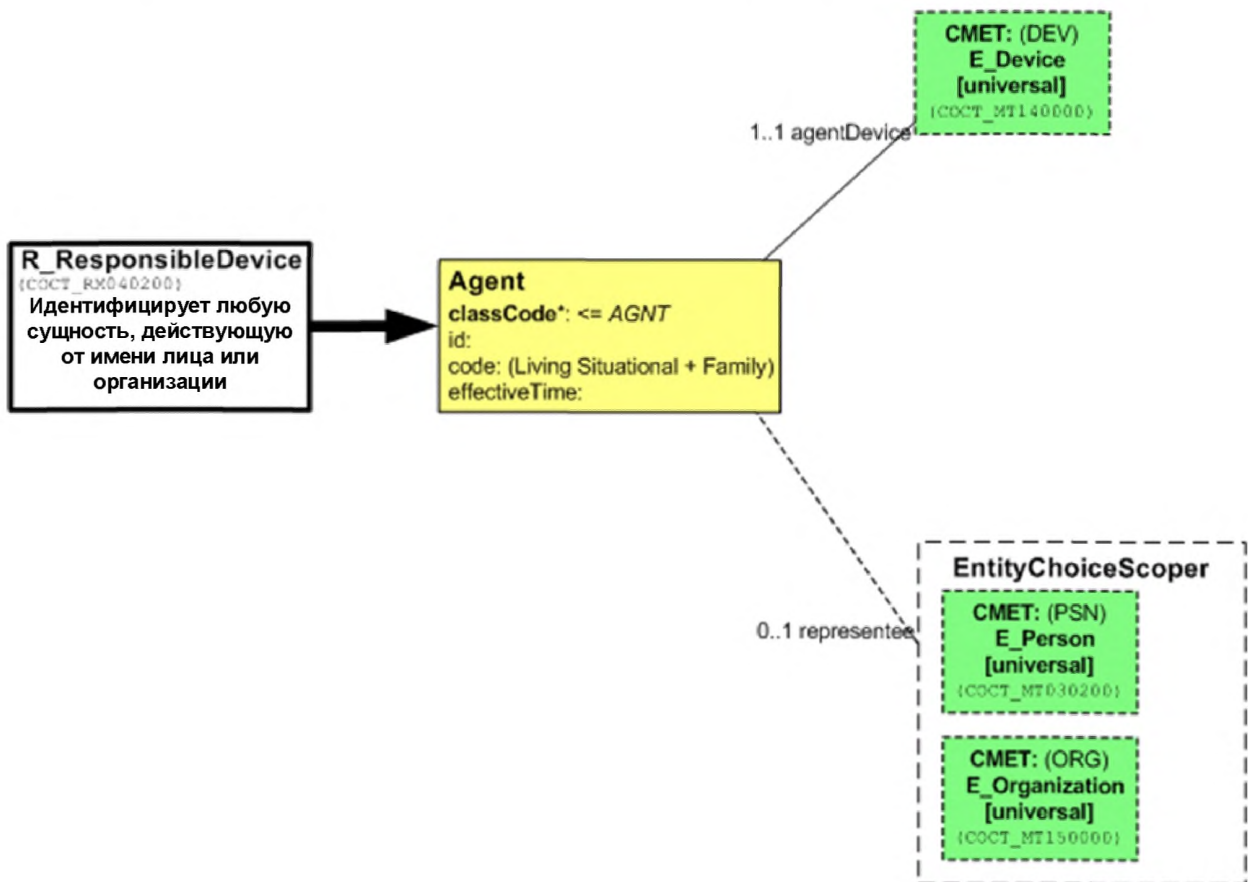 CMET: (DEV)
E_Device
[universal]
{COCT_MT140000}
1..1 agentDevice
R_ResponsibleDevice
{COCT_RX040200}
Идентифицирует любую
сущность, действующую
от имени лица или
организации
Agent
classCode*: <= AGNT
id:
code: (Living Situational + Family)
effectiveTime:
0..1 representee
EntityChoiceScoper
CMET: (PSN)
E_Person
[universal]
{COCT_MT030200}
CMET: (ORG)
E_Organization
[universal]
{COCT_MT150000}